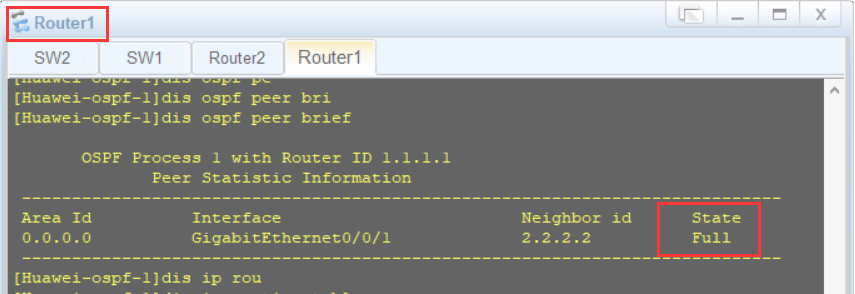 Router1
SW2 SW1 Router2 Router1
[Huawei-ospf-1]dis ospf pe
[Huawei-ospf-1]dis ospf peer bri
[Huawei-ospf-1]dis ospf peer brief
OSPF Process 1 with Router ID 1.1.1.1
Peer Statistic Information
----------------------------------------------------------------------------
Area Id Interface Neighbor id State
0.0.0.0 GigabitEthernet0/0/1 2.2.2.2 Full
----------------------------------------------------------------------------
[Huawei-ospf-1]dis ip rou